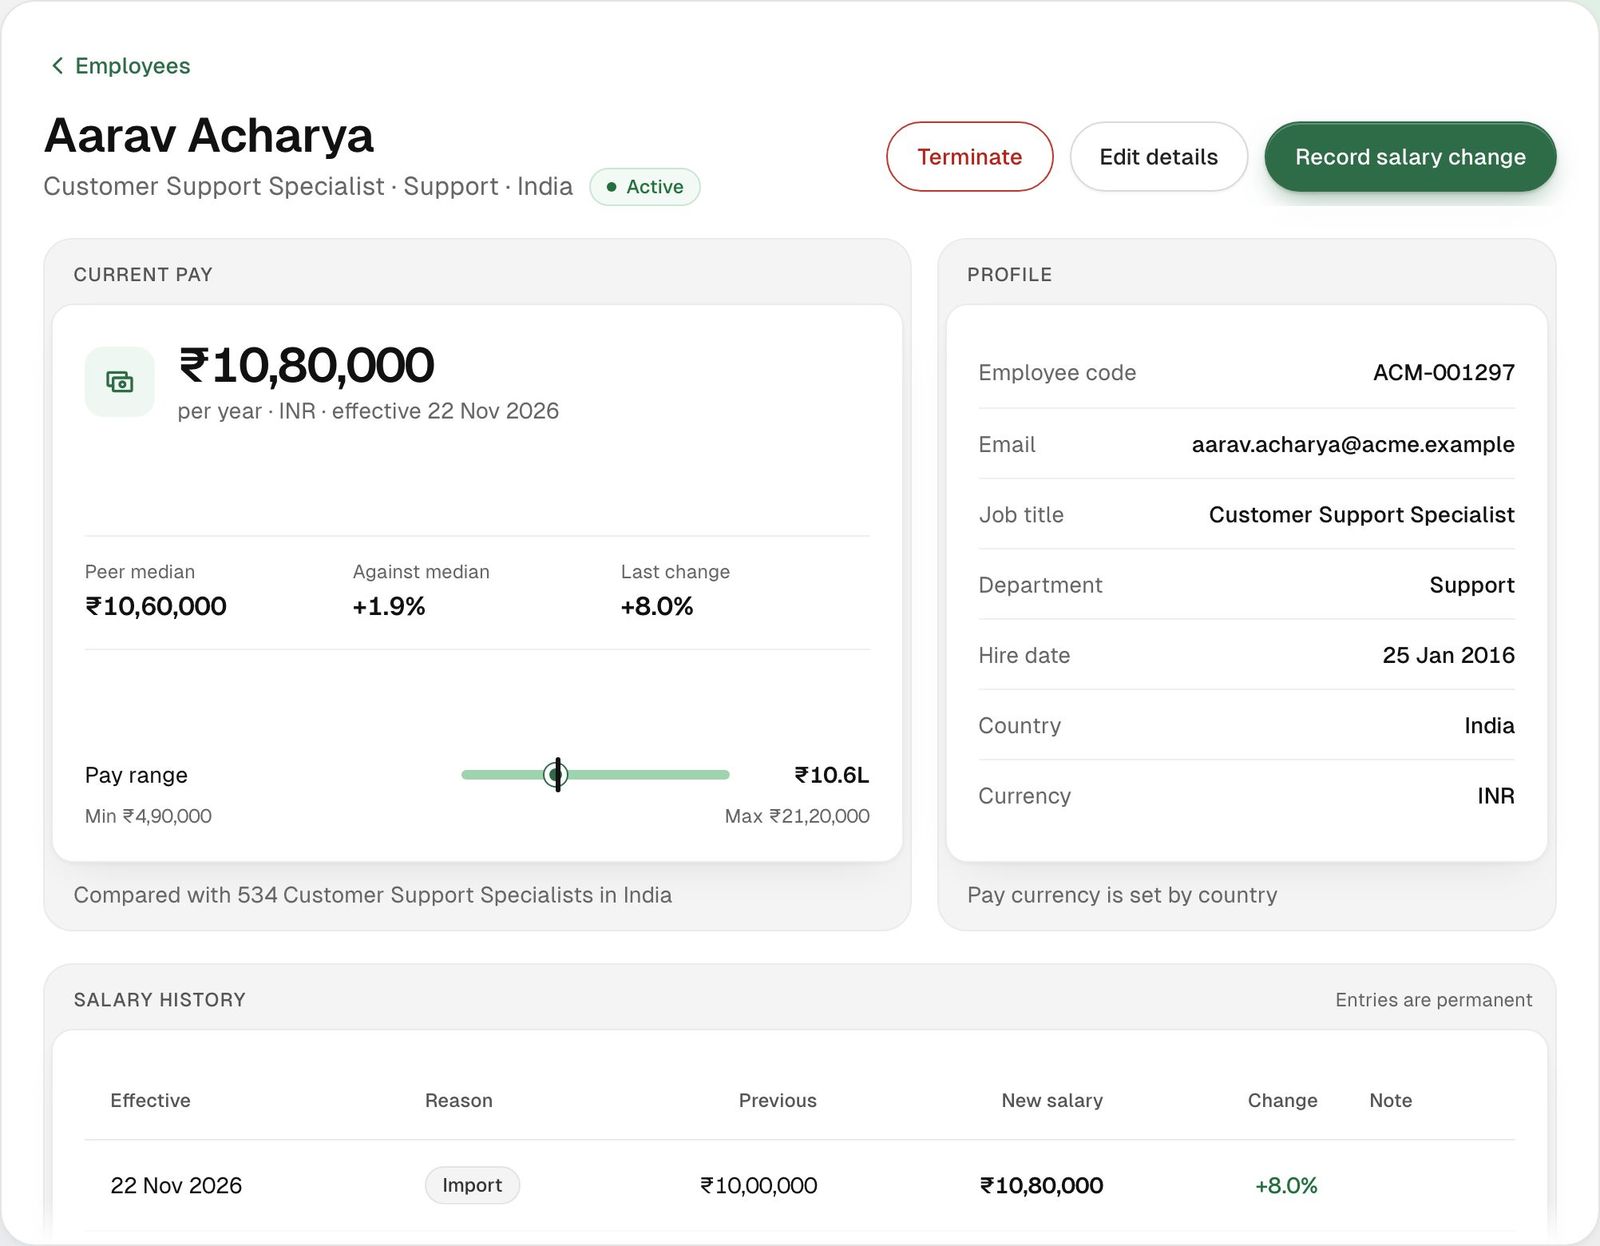 Employees
Aarav Acharya
Customer Support Specialist · Support · India
Active
Terminate
Edit details
Record salary change
CURRENT PAY
₹10,80,000
per year · INR · effective 22 Nov 2026
Peer median
₹10,60,000
Against median
+1.9%
Last change
+8.0%
Pay range
₹10.6L
Min ₹4,90,000
Max ₹21,20,000
Compared with 534 Customer Support Specialists in India
PROFILE
Employee code ACM-001297
Email aarav.acharya@acme.example
Job title Customer Support Specialist
Department Support
Hire date 25 Jan 2016
Country India
Currency INR
Pay currency is set by country
SALARY HISTORY
Entries are permanent
Effective Reason Previous New salary Change Note
22 Nov 2026 Import ₹10,00,000 ₹10,80,000 +8.0%